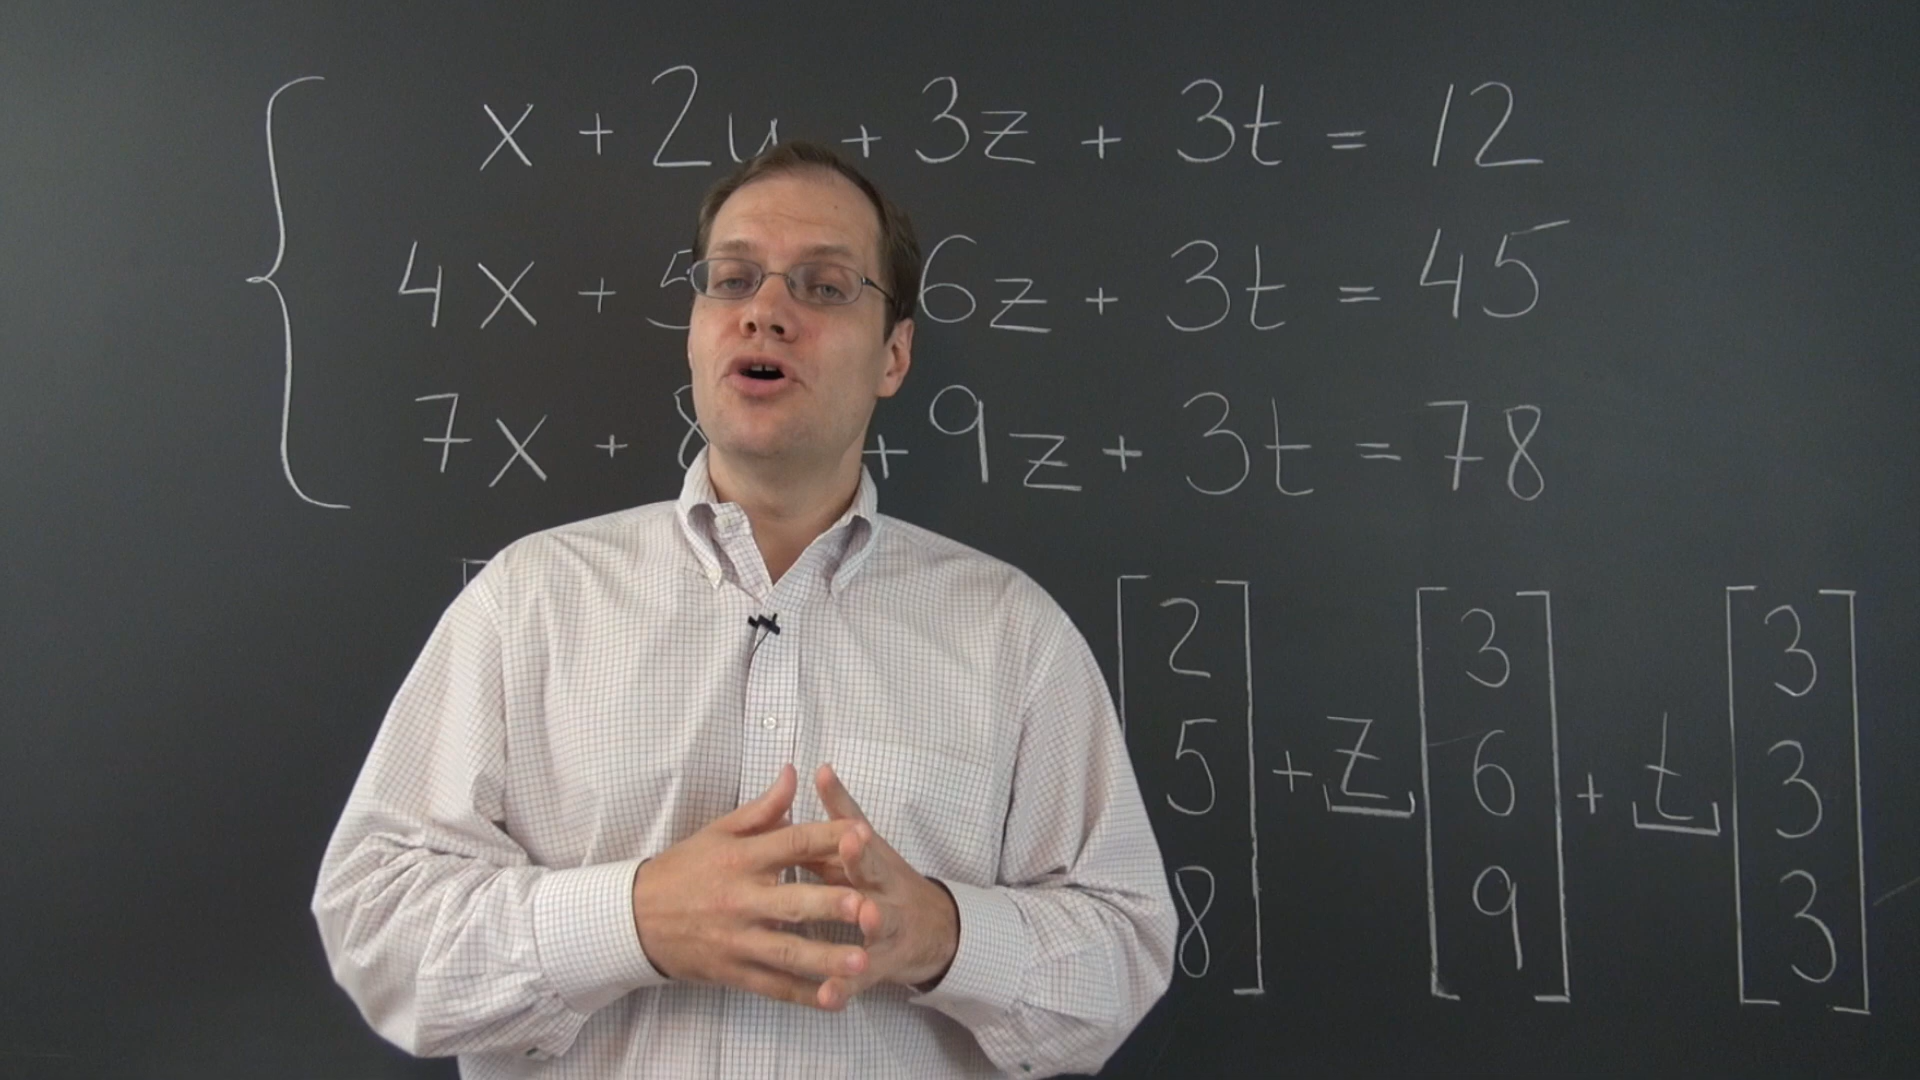 x + 2y + 3z + 3t = 12
4x + 5 6z + 3t = 45
7x + 8 + 9z + 3t = 78
[2 5 8] + z [3 6 9] + t [3 3 3]